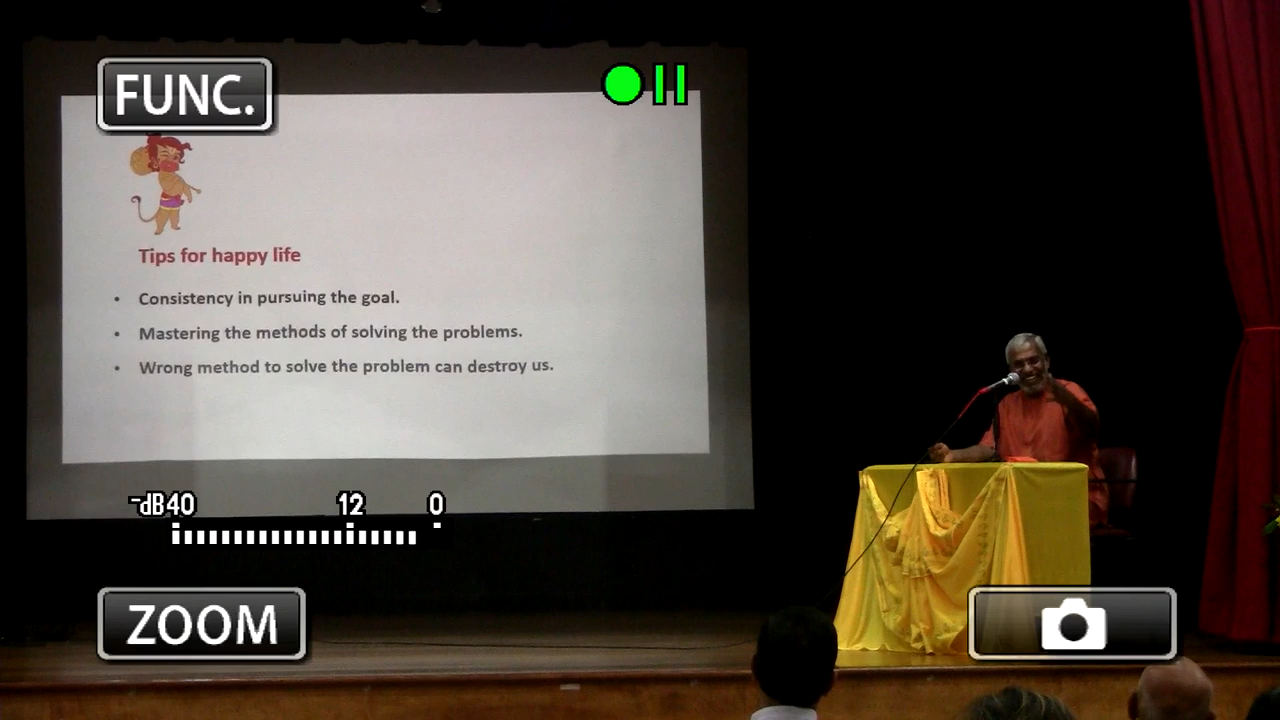 FUNC.
Tips for happy life
• Consistency in pursuing the goal.
• Mastering the methods of solving the problems.
• Wrong method to solve the problem can destroy us.
-dB40 12 0
ZOOM